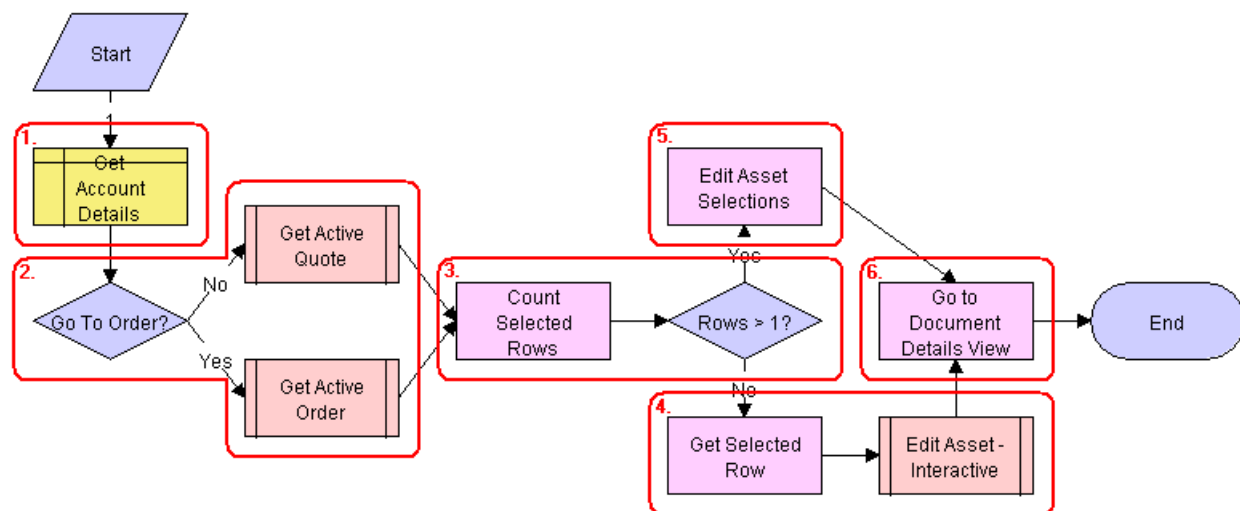 Start
1
1.
Get
Account
Details
2.
Go To Order?
No
Yes
Get Active
Quote
Get Active
Order
3.
Count
Selected
Rows
Rows > 1?
Yes
No
5.
Edit Asset
Selections
4.
Get Selected
Row
Edit Asset -
Interactive
6.
Go to
Document
Details View
End